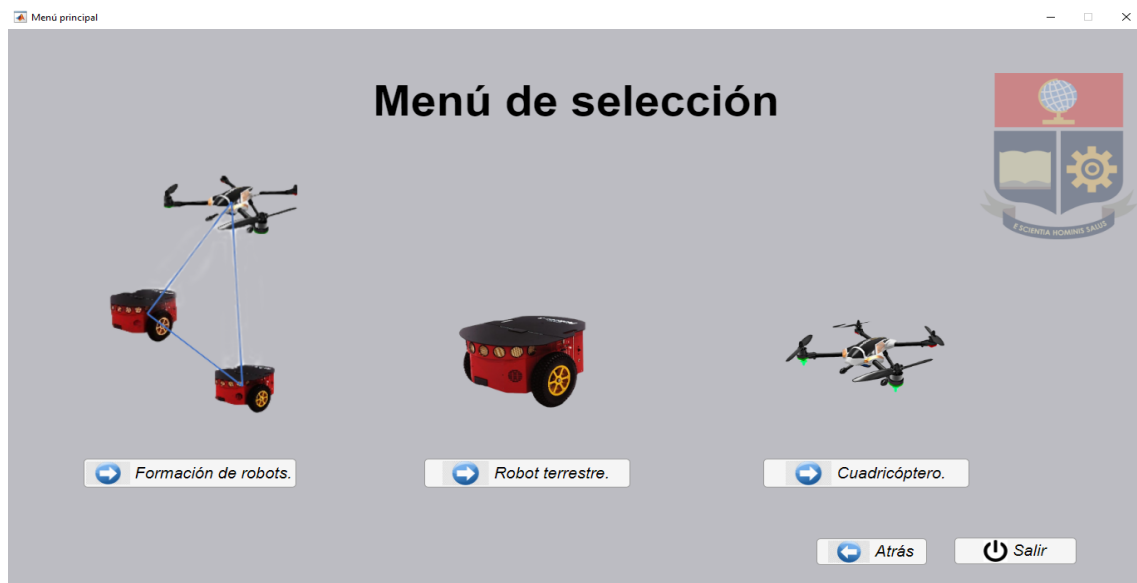 Menú principal
Menú de selección
E SCIENTIA HOMINIS SALUS
Formación de robots.
Robot terrestre.
Cuadricóptero.
Atrás
Salir